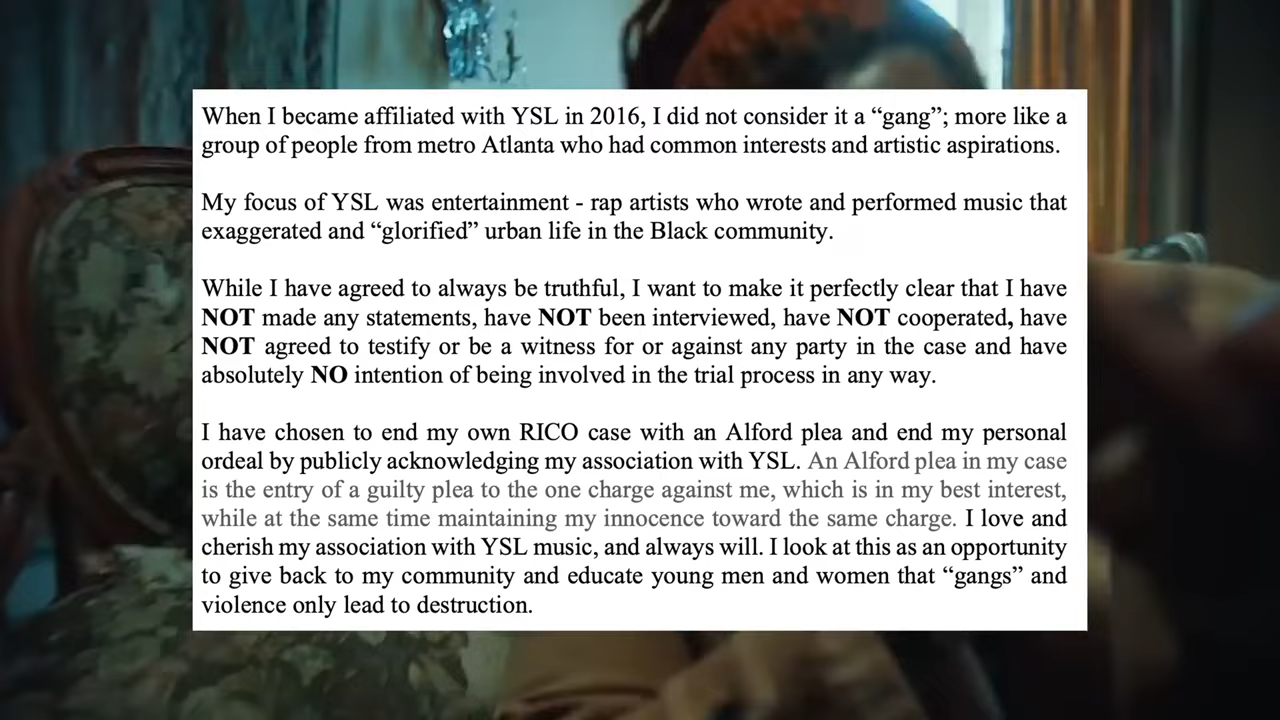 When I became affiliated with YSL in 2016, I did not consider it a “gang”; more like a
group of people from metro Atlanta who had common interests and artistic aspirations.
My focus of YSL was entertainment - rap artists who wrote and performed music that
exaggerated and “glorified” urban life in the Black community.
While I have agreed to always be truthful, I want to make it perfectly clear that I have
NOT made any statements, have NOT been interviewed, have NOT cooperated, have
NOT agreed to testify or be a witness for or against any party in the case and have
absolutely NO intention of being involved in the trial process in any way.
I have chosen to end my own RICO case with an Alford plea and end my personal
ordeal by publicly acknowledging my association with YSL. An Alford plea in my case
is the entry of a guilty plea to the one charge against me, which is in my best interest,
while at the same time maintaining my innocence toward the same charge. I love and
cherish my association with YSL music, and always will. I look at this as an opportunity
to give back to my community and educate young men and women that “gangs” and
violence only lead to destruction.